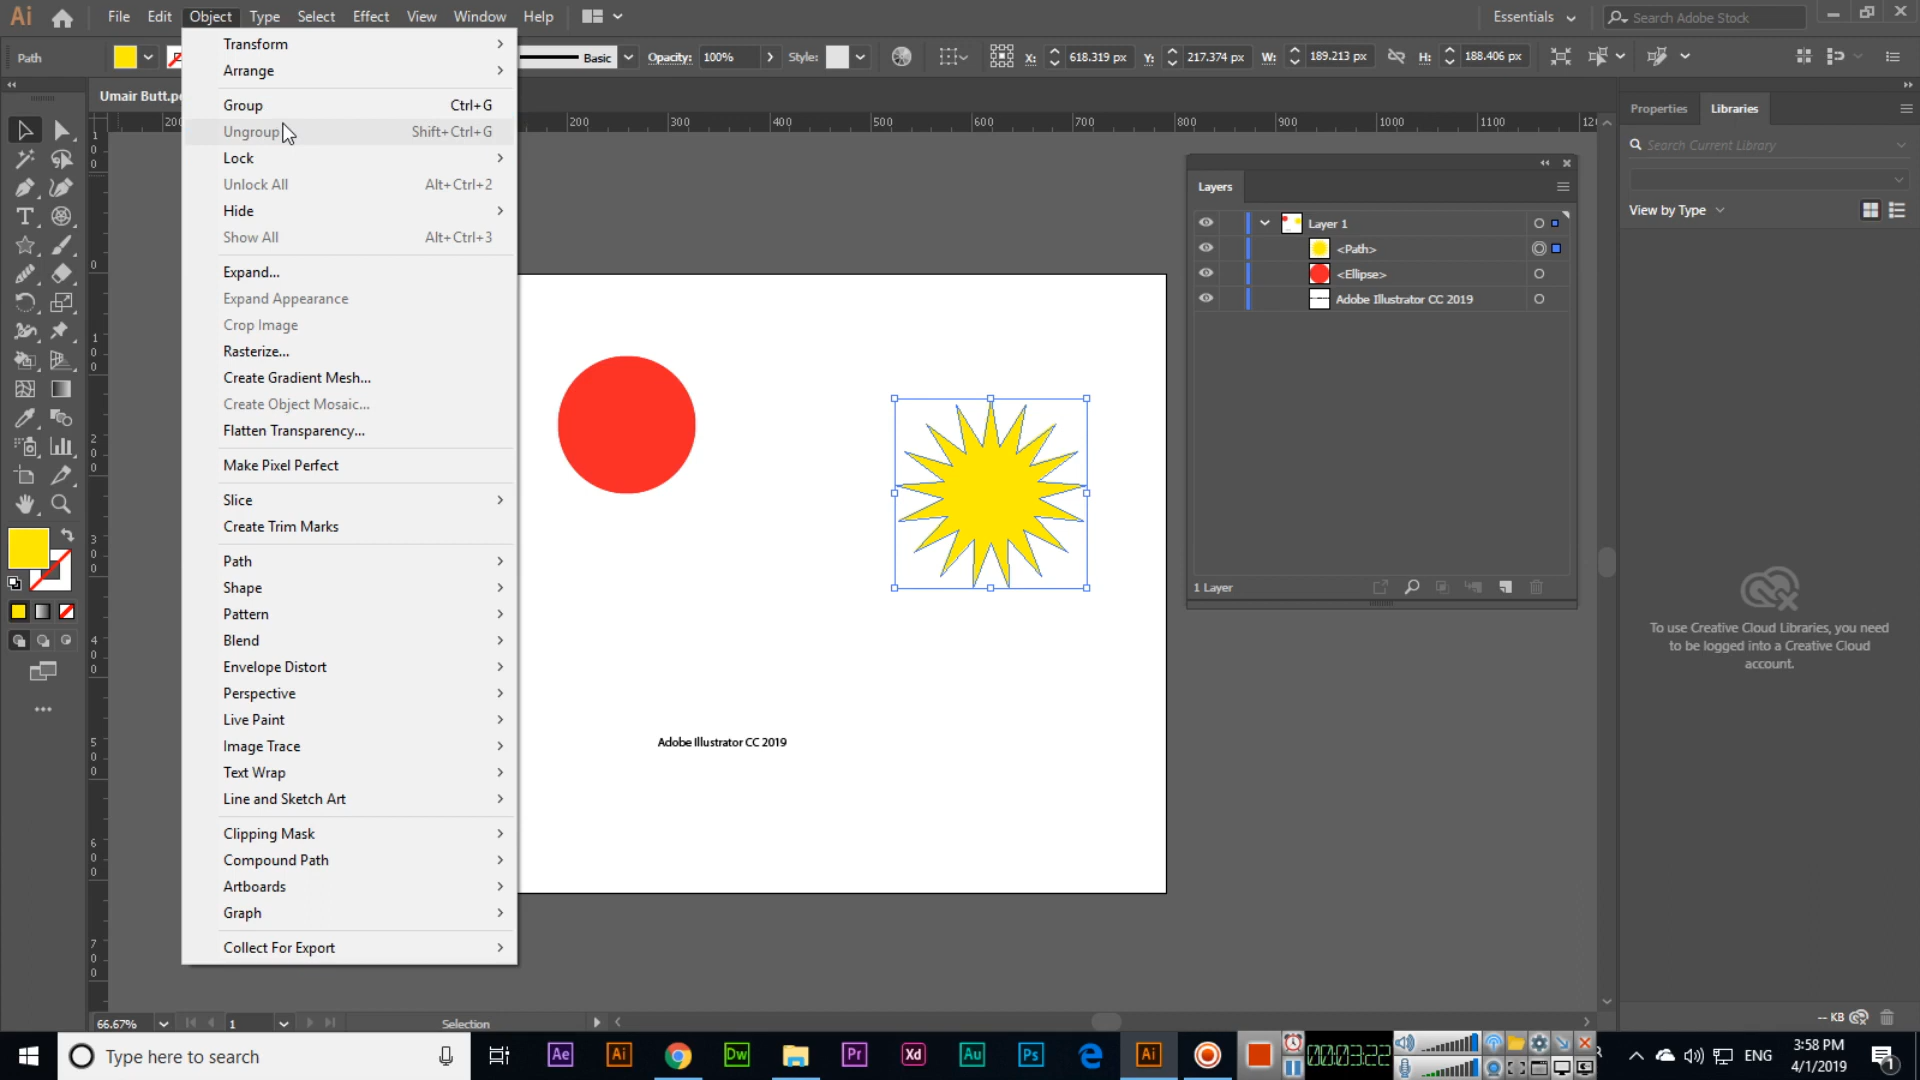 Ai File Edit Object Type Select Effect View Window Help Essentials Search Adobe Stock
Path Basic Opacity: 100% Style: X: 618.319 px Y: 217.374 px W: 189.213 px H: 188.406 px
Umair Butt.p
Transform
Arrange
Group Ctrl+G
Ungroup Shift+Ctrl+G
Lock
Unlock All Alt+Ctrl+2
Hide
Show All Alt+Ctrl+3
Expand...
Expand Appearance
Crop Image
Rasterize...
Create Gradient Mesh...
Create Object Mosaic...
Flatten Transparency...
Make Pixel Perfect
Slice
Create Trim Marks
Path
Shape
Pattern
Blend
Envelope Distort
Perspective
Live Paint
Image Trace
Text Wrap
Line and Sketch Art
Clipping Mask
Compound Path
Artboards
Graph
Collect For Export
200 300 400 500 600 700 800 900 1000 1100
Adobe Illustrator CC 2019
Layers
Layer 1
<Path>
<Ellipse>
Adobe Illustrator CC 2019
1 Layer
Properties Libraries
Search Current Library
View by Type
To use Creative Cloud Libraries, you need
to be logged into a Creative Cloud
account.
-- KB
66.67% 1 Selection
Type here to search Ae Ai Dw Pr Xd Au Ps Ai 00:03:22 ENG 3:58 PM
4/1/2019 1